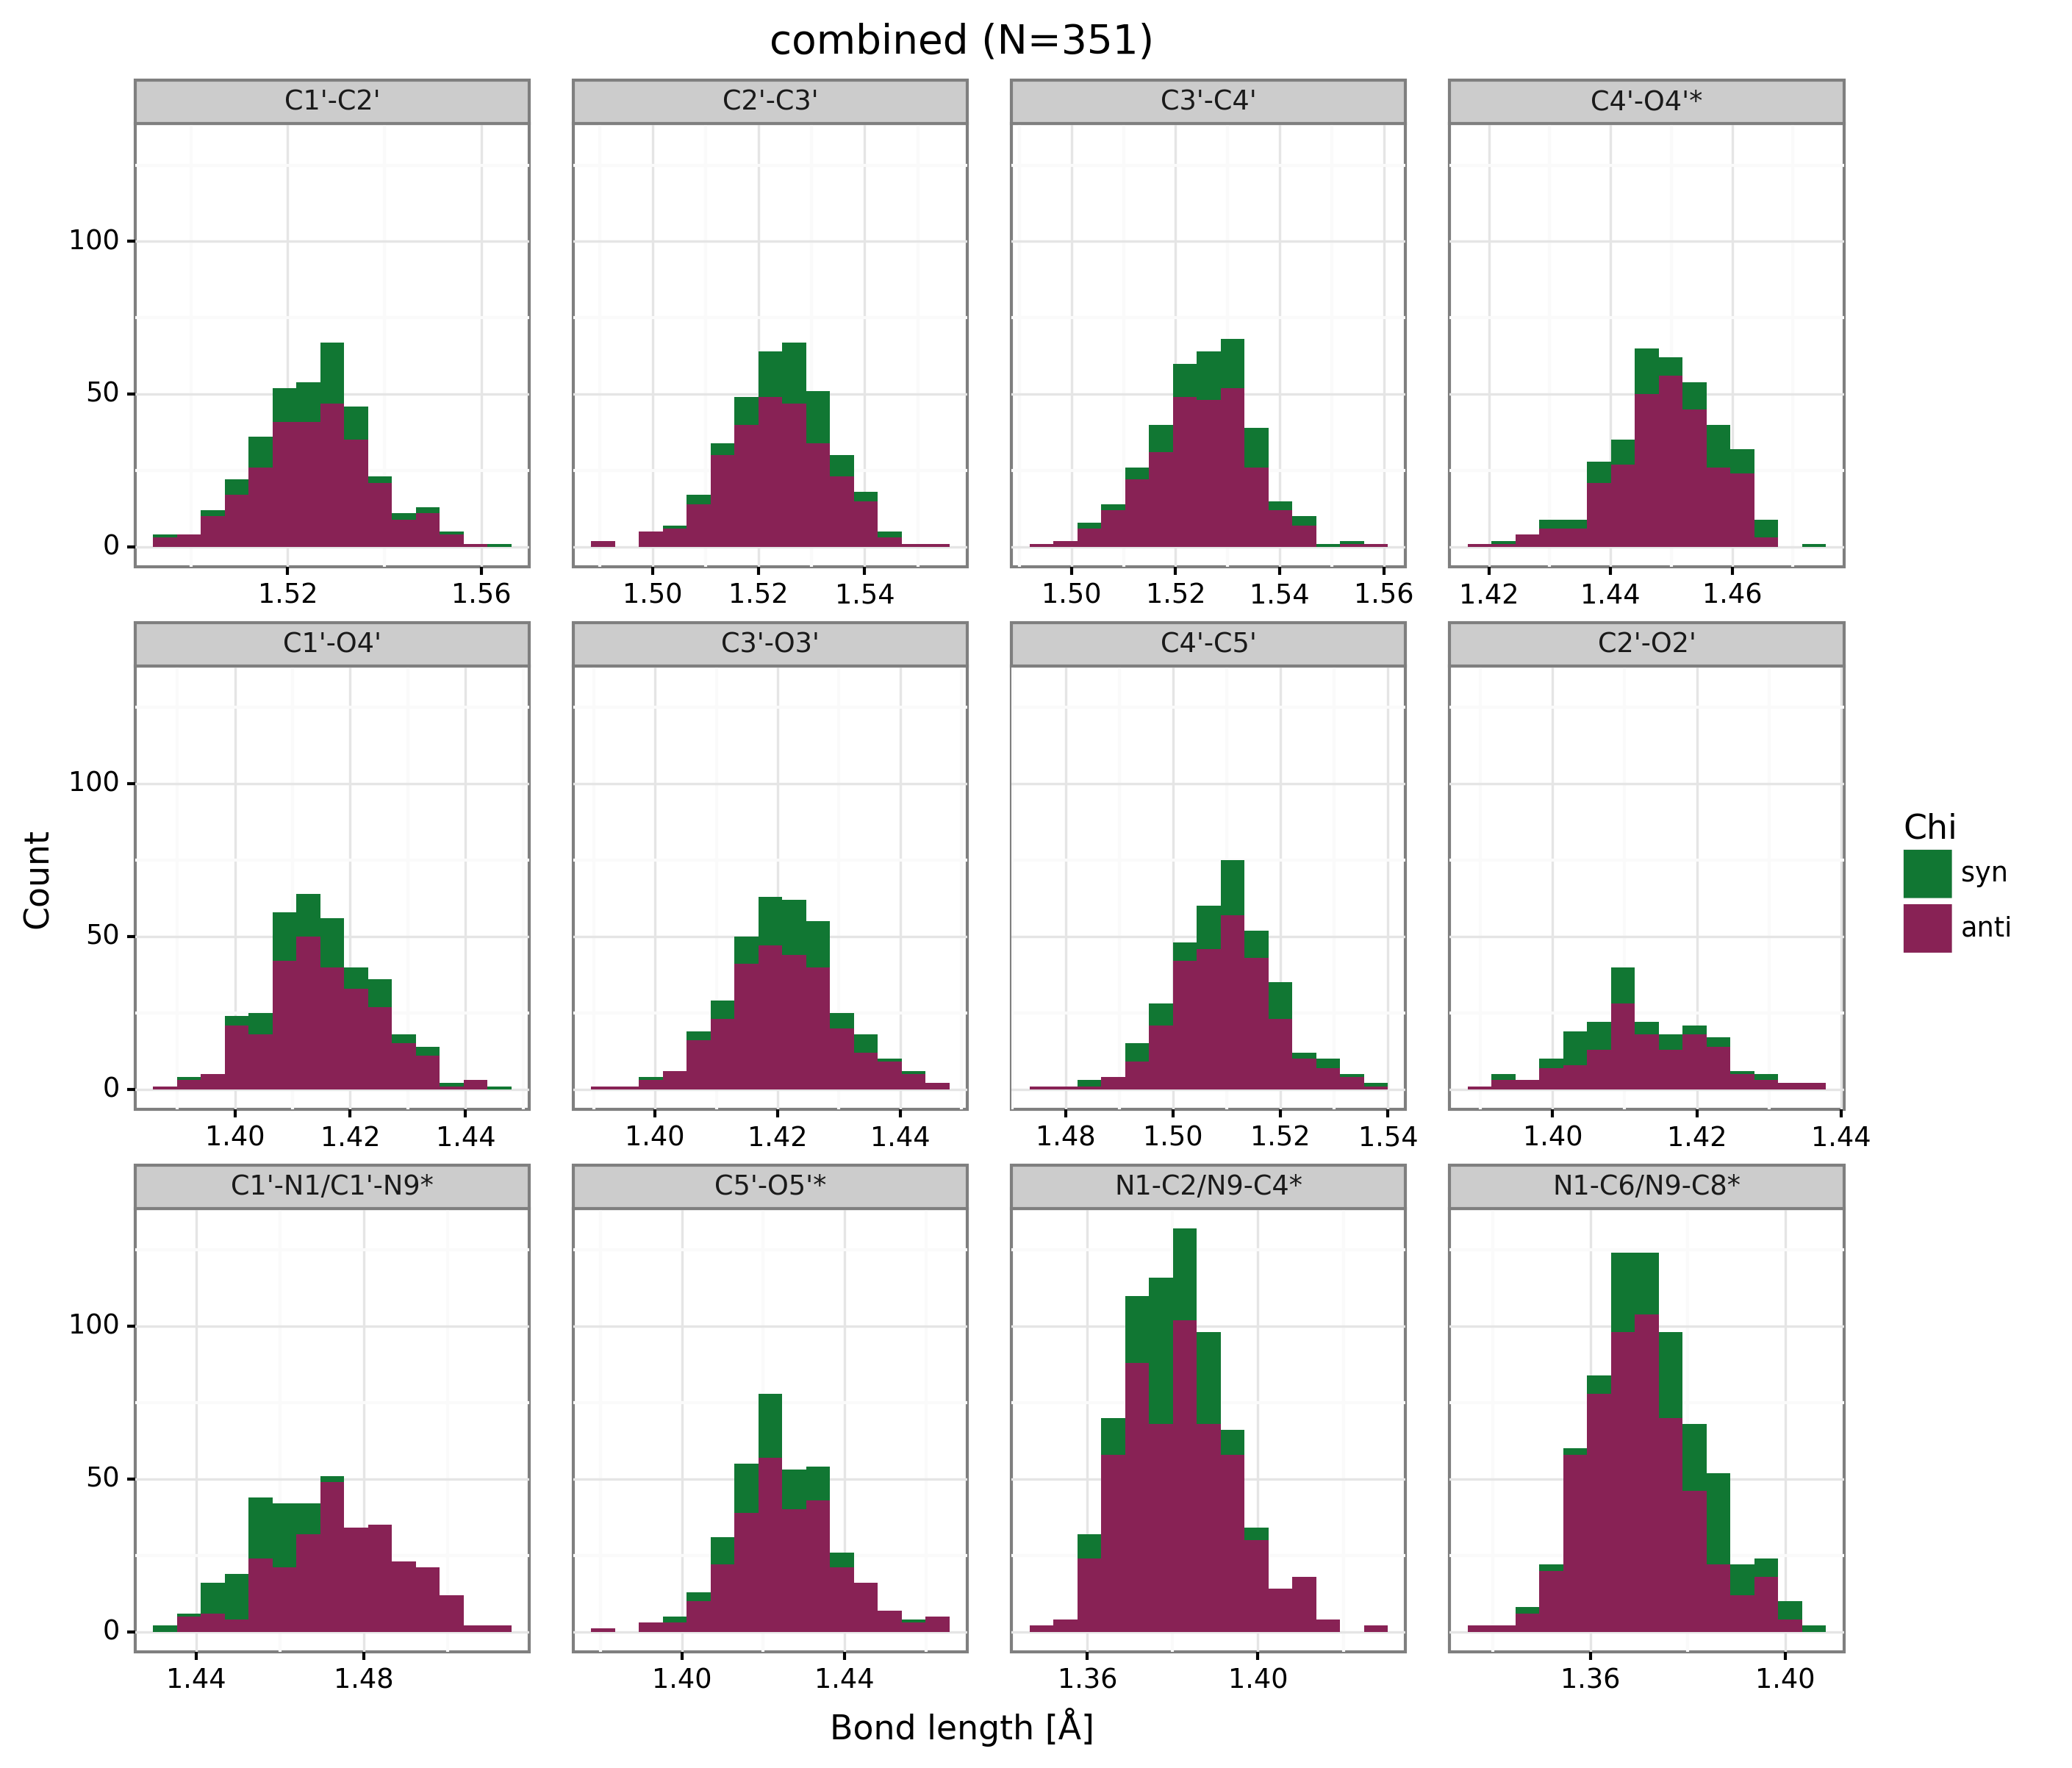 combined (N=351)
C1'-C2'
C2'-C3'
C3'-C4'
C4'-O4'*
100
50
0
1.52 1.56
1.50 1.52 1.54
1.50 1.52 1.54 1.56
1.42 1.44 1.46
C1'-O4'
C3'-O3'
C4'-C5'
C2'-O2'
100
50
0
1.40 1.42 1.44
1.40 1.42 1.44
1.48 1.50 1.52 1.54
1.40 1.42 1.44
C1'-N1/C1'-N9*
C5'-O5'*
N1-C2/N9-C4*
N1-C6/N9-C8*
100
50
0
1.44 1.48
1.40 1.44
1.36 1.40
1.36 1.40
Count
Bond length [Å]
Chi
syn
anti